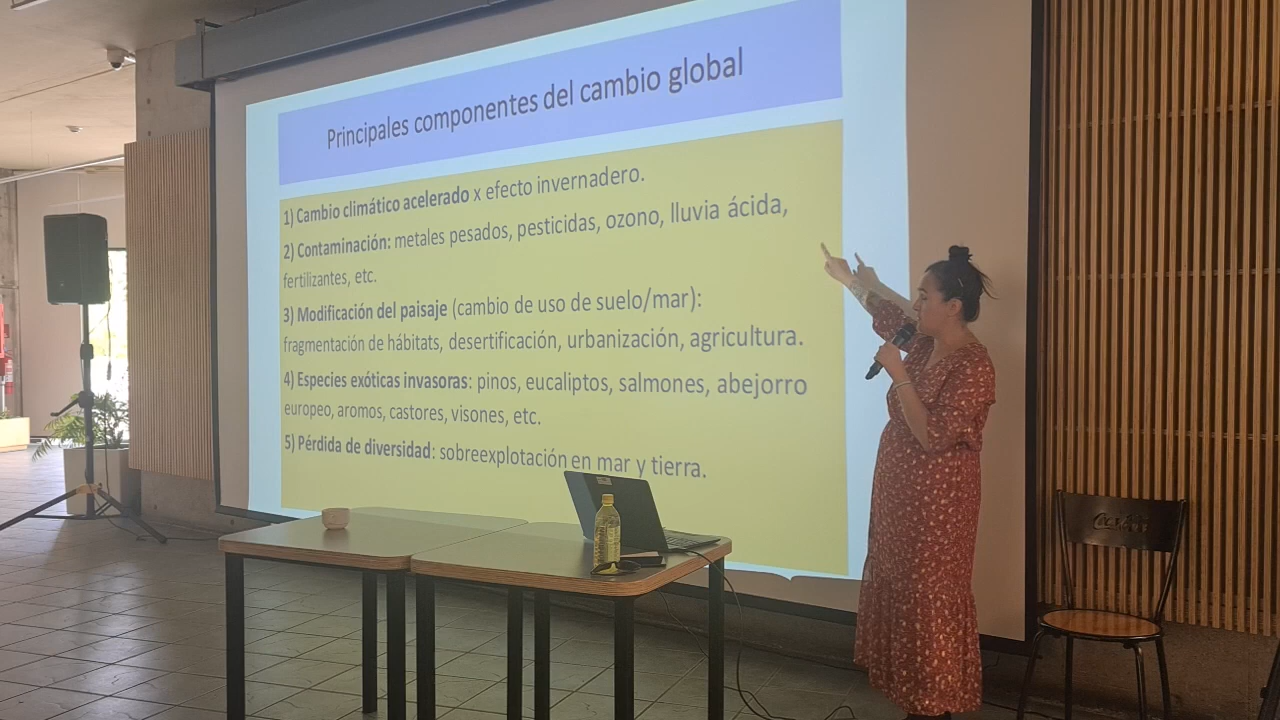 Principales componentes del cambio global
1) Cambio climático acelerado x efecto invernadero.
2) Contaminación: metales pesados, pesticidas, ozono, lluvia ácida,
fertilizantes, etc.
3) Modificación del paisaje (cambio de uso de suelo/mar):
fragmentación de hábitats, desertificación, urbanización, agricultura.
4) Especies exóticas invasoras: pinos, eucaliptos, salmones, abejorro
europeo, aromos, castores, visones, etc.
5) Pérdida de diversidad: sobreexplotación en mar y tierra.